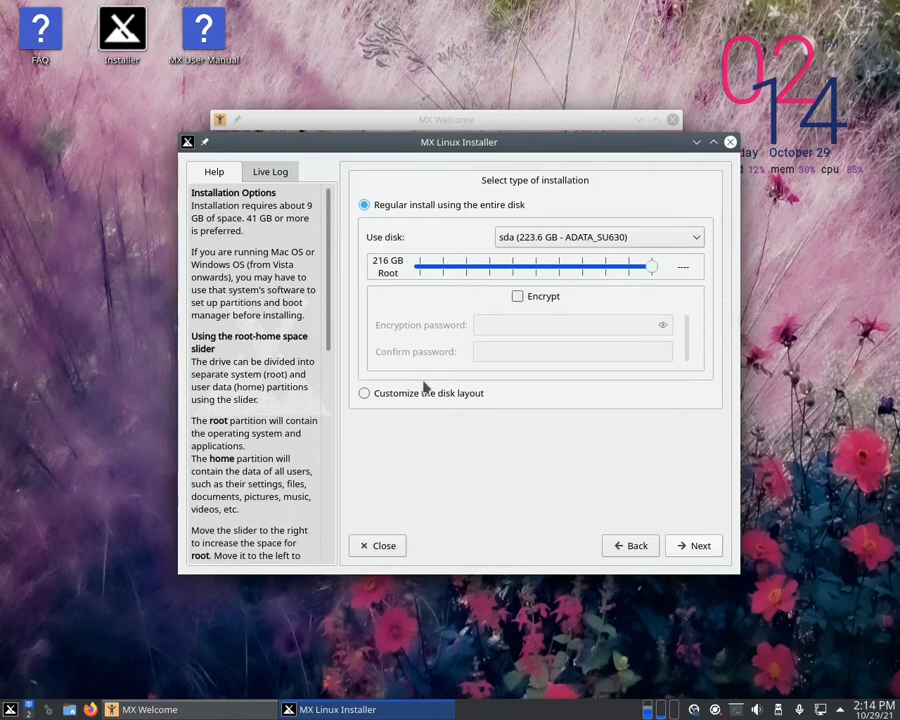 FAQ
Installer
MX User Manual
02
14
day October 29
d 12% mem 30% cpu 85%
MX Welcome
MX Linux Installer
Help
Live Log
Installation Options
Installation requires about 9
GB of space. 41 GB or more
is preferred.
If you are running Mac OS or
Windows OS (from Vista
onwards), you may have to
use that system's software to
set up partitions and boot
manager before installing.
Using the root-home space
slider
The drive can be divided into
separate system (root) and
user data (home) partitions
using the slider.
The root partition will contain
the operating system and
applications.
The home partition will
contain the data of all users,
such as their settings, files,
documents, pictures, music,
videos, etc.
Move the slider to the right
to increase the space for
root. Move it to the left to
Select type of installation
Regular install using the entire disk
Use disk:
sda (223.6 GB - ADATA_SU630)
216 GB
Root
----
Encrypt
Encryption password:
Confirm password:
Customize the disk layout
Close
Back
Next
2
MX Welcome
MX Linux Installer
2:14 PM
10/29/21